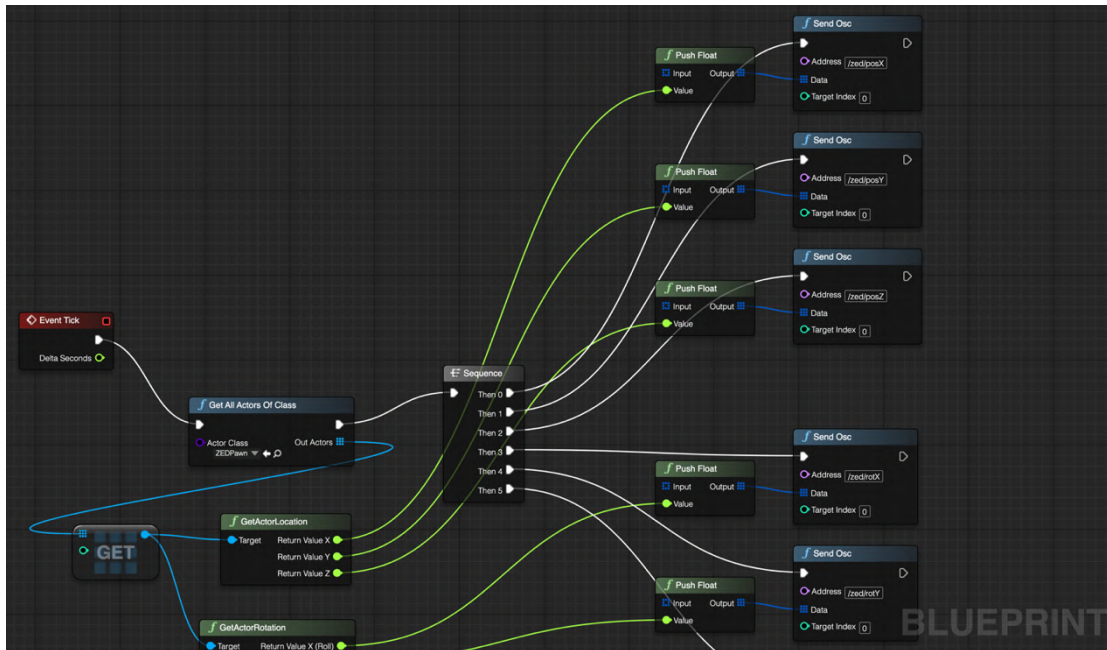 Event Tick
Delta Seconds
f Get All Actors Of Class
Actor Class
ZEDPawn
Out Actors
GET
f GetActorLocation
Target
Return Value X
Return Value Y
Return Value Z
f GetActorRotation
Target
Return Value X (Roll)
Sequence
Then 0
Then 1
Then 2
Then 3
Then 4
Then 5
f Push Float
Input Output
Value
f Send Osc
Address /zed/posX
Data
Target Index 0
f Push Float
Input Output
Value
f Send Osc
Address /zed/posY
Data
Target Index 0
f Push Float
Input Output
Value
f Send Osc
Address /zed/posZ
Data
Target Index 0
f Push Float
Input Output
Value
f Send Osc
Address /zed/rotX
Data
Target Index 0
f Push Float
Input Output
Value
f Send Osc
Address /zed/rotY
Data
Target Index 0
BLUEPRINT